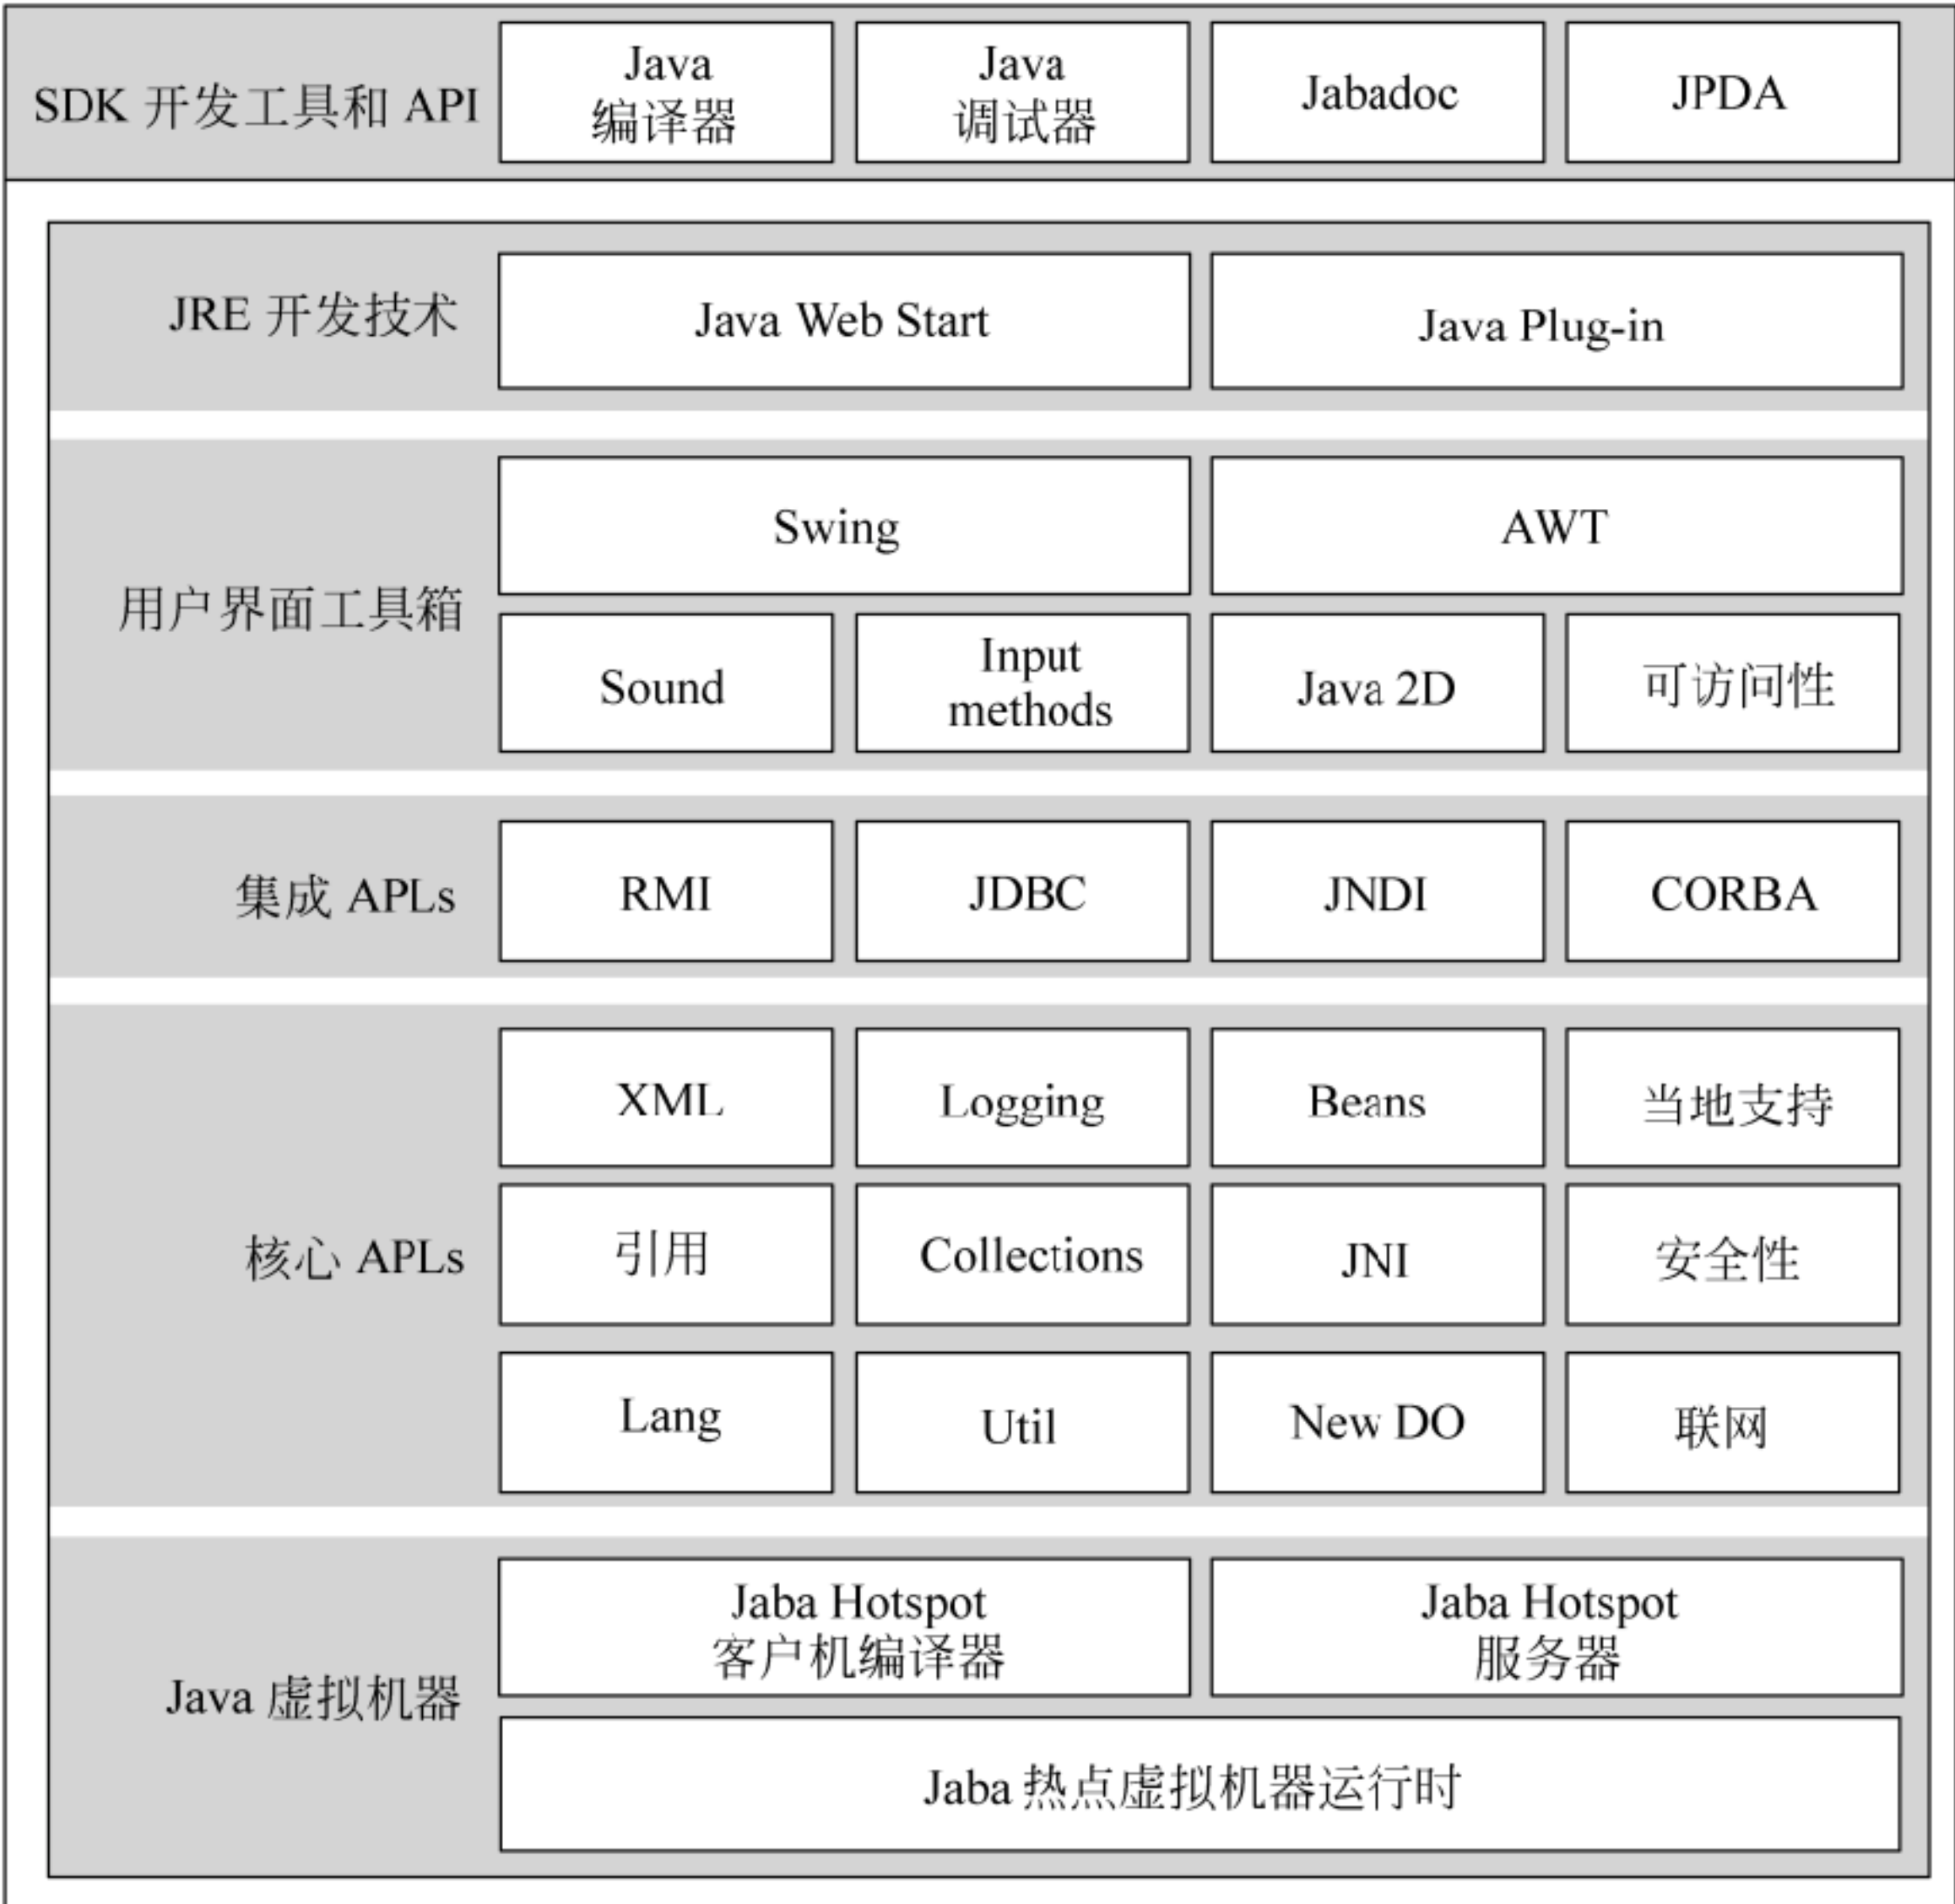 SDK 开发工具和 API
Java
编译器
Java
调试器
Jabadoc
JPDA
JRE 开发技术
Java Web Start
Java Plug-in
用户界面工具箱
Swing
AWT
Sound
Input
methods
Java 2D
可访问性
集成 APLs
RMI
JDBC
JNDI
CORBA
核心 APLs
XML
Logging
Beans
当地支持
引用
Collections
JNI
安全性
Lang
Util
New DO
联网
Java 虚拟机器
Jaba Hotspot
客户机编译器
Jaba Hotspot
服务器
Jaba 热点虚拟机器运行时